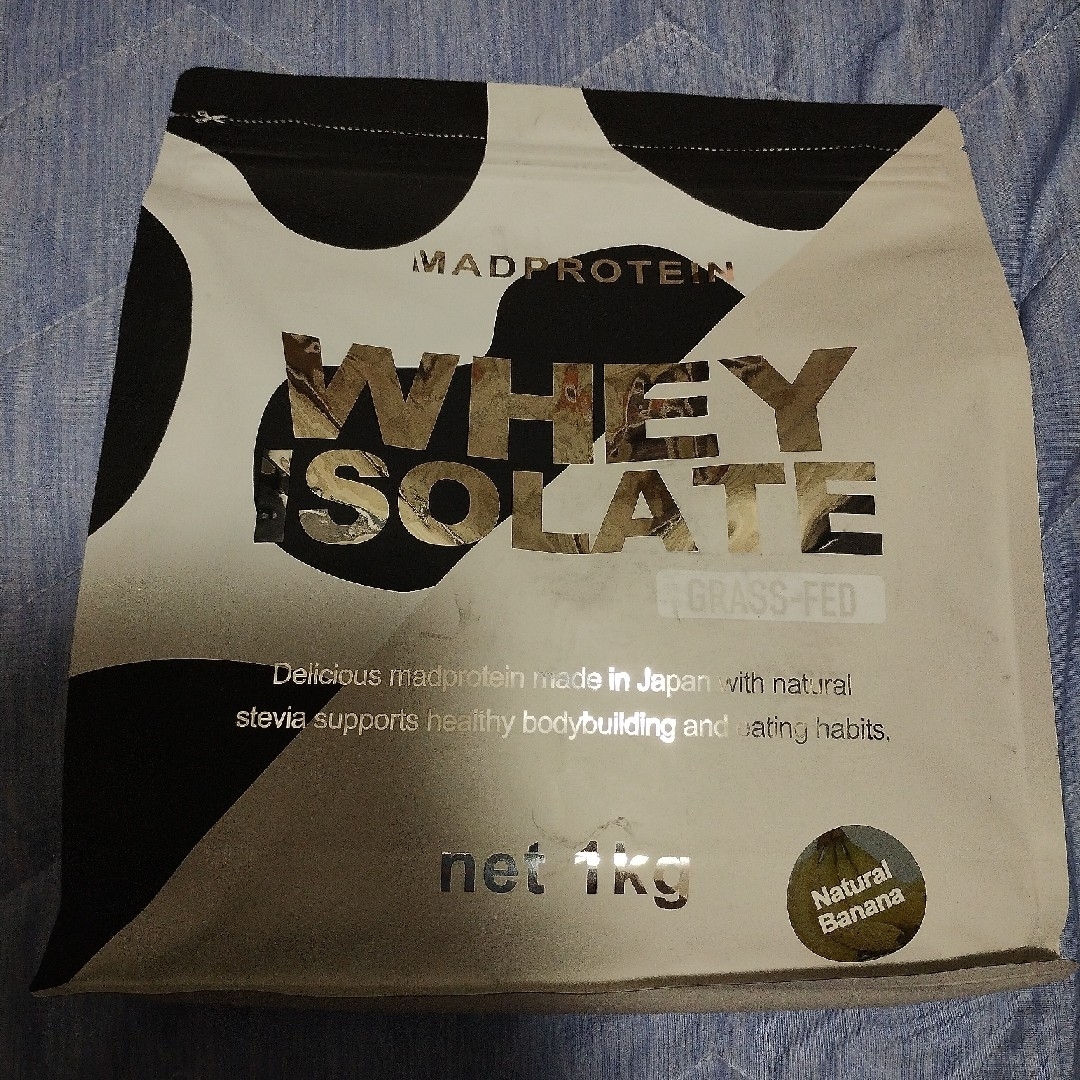 MADPROTEIN
WHEY
ISOLATE
GRASS-FED
Delicious madprotein made in Japan with natural
stevia supports healthy bodybuilding and eating habits.
net 1kg
Natural
Banana